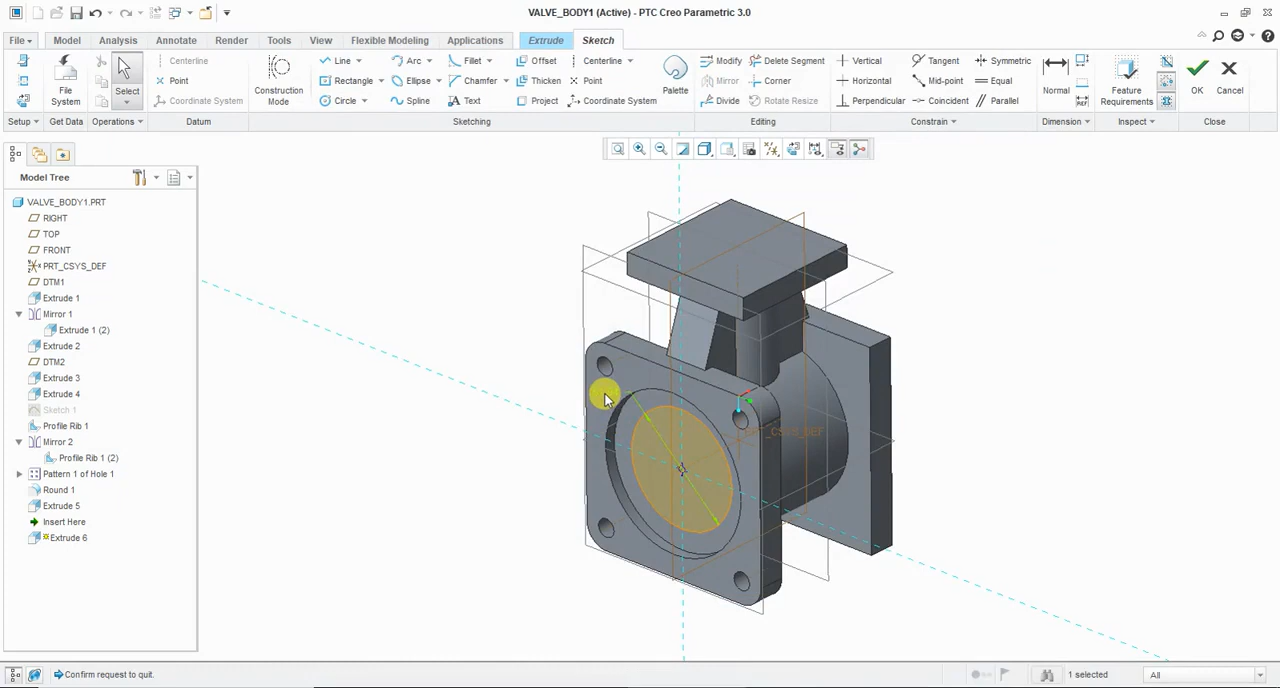 VALVE_BODY1 (Active) - PTC Creo Parametric 3.0
File Model Analysis Annotate Render Tools View Flexible Modeling Applications Extrude Sketch
Centerline Line Arc Fillet Offset Centerline Modify Delete Segment Vertical Tangent Symmetric
Point Rectangle Ellipse Chamfer Thicken Point Mirror Corner Horizontal Mid-point Equal
File System Select Coordinate System Construction Mode Circle Spline Text Project Coordinate System Palette Divide Rotate Resize Perpendicular Coincident Parallel Normal Feature Requirements OK Cancel
Setup Get Data Operations Datum Sketching Editing Constrain Dimension Inspect Close
Model Tree
VALVE_BODY1.PRT
RIGHT
TOP
FRONT
PRT_CSYS_DEF
DTM1
Extrude 1
Mirror 1
Extrude 1 (2)
Extrude 2
DTM2
Extrude 3
Extrude 4
Sketch 1
Profile Rib 1
Mirror 2
Profile Rib 1 (2)
Pattern 1 of Hole 1
Round 1
Extrude 5
Insert Here
Extrude 6
PRT_CSYS_DEF
Confirm request to quit.
1 selected
All